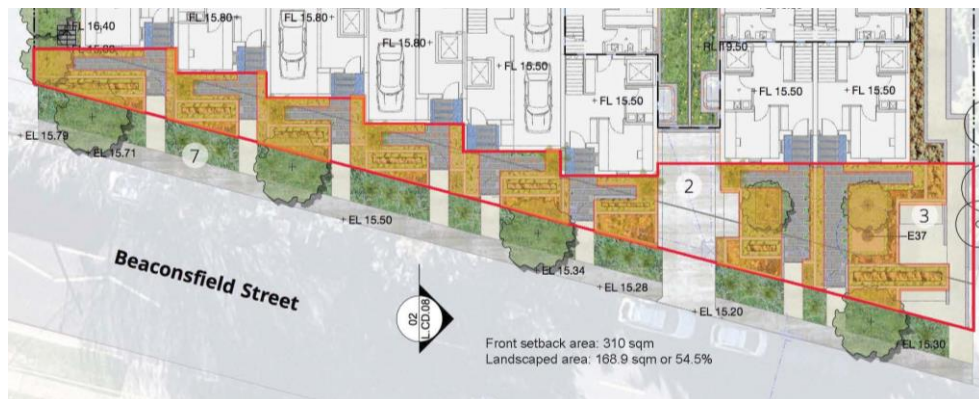 FL 16.40
FL 15.80
FL 15.80
FL 15.80
FL 15.80
FL 15.50
RL 19.50
FL 15.50
FL 15.50
FL 15.50
EL 15.79
EL 15.71
7
EL 15.50
2
3
E37
EL 15.34
EL 15.28
EL 15.20
EL 15.30
Beaconsfield Street
02
L.CD.08
Front setback area: 310 sqm
Landscaped area: 168.9 sqm or 54.5%